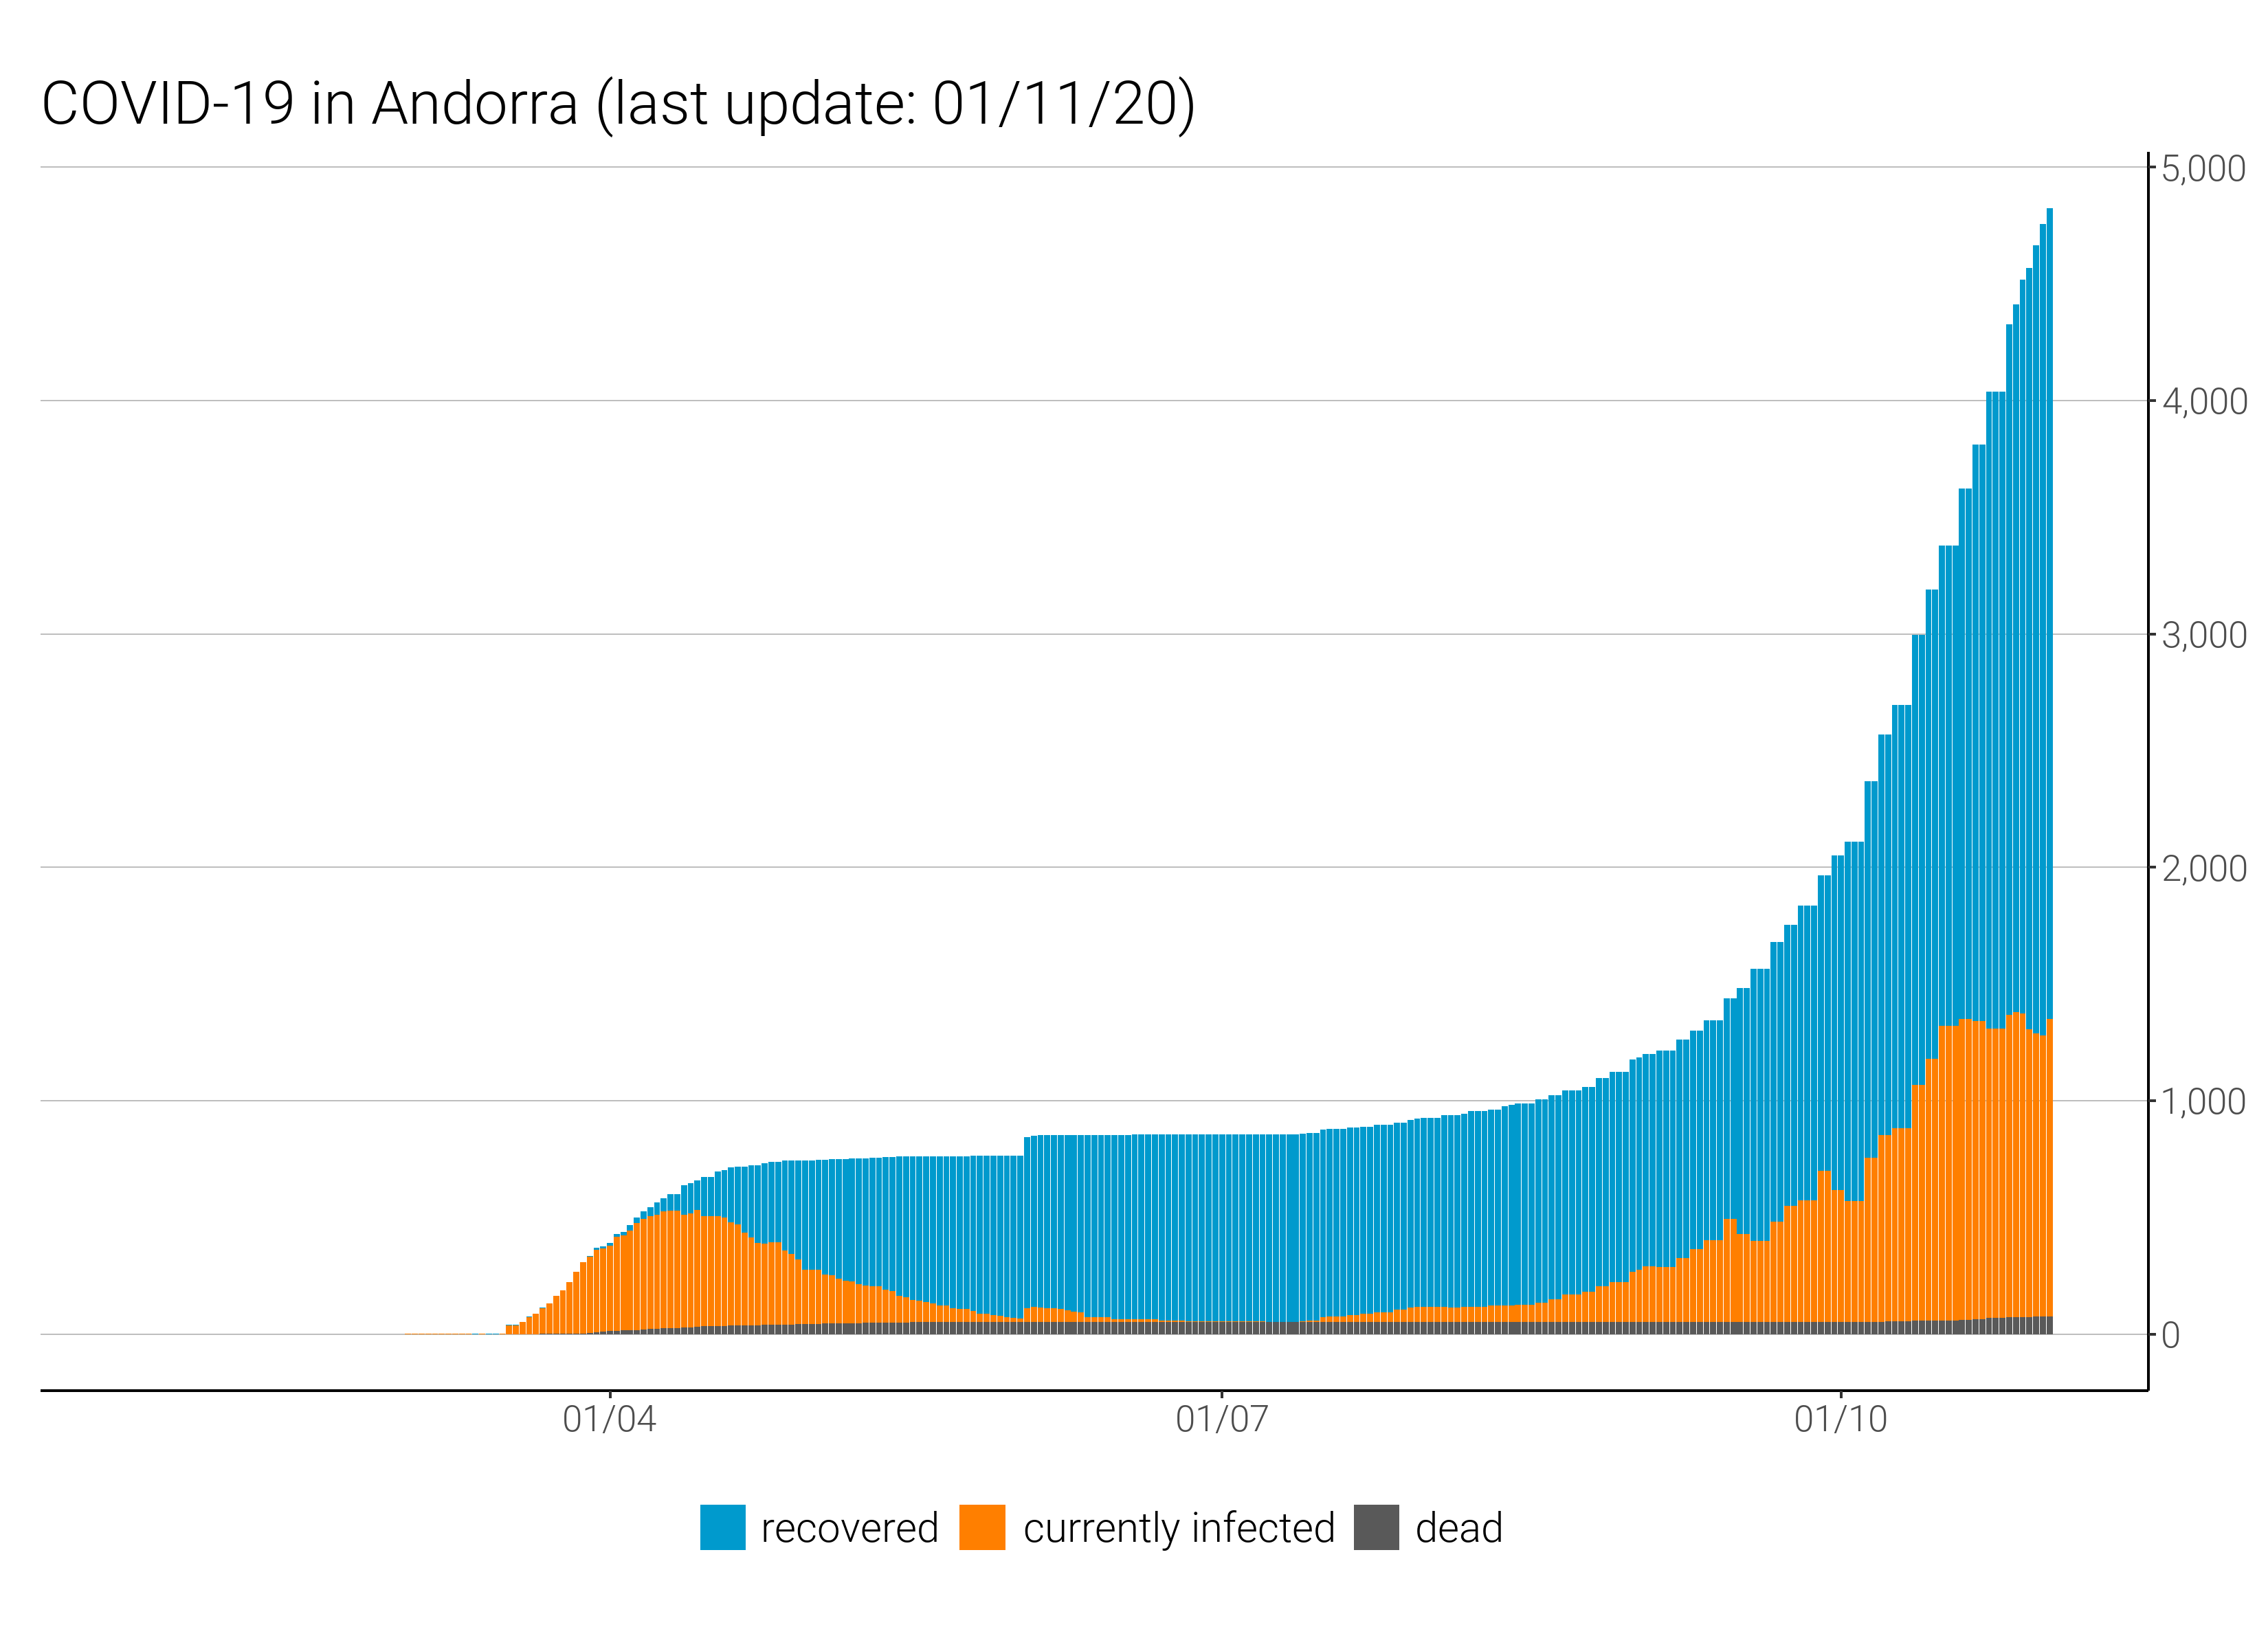 COVID-19 in Andorra (last update: 01/11/20)
5,000
4,000
3,000
2,000
1,000
0
01/04 01/07 01/10
recovered currently infected dead